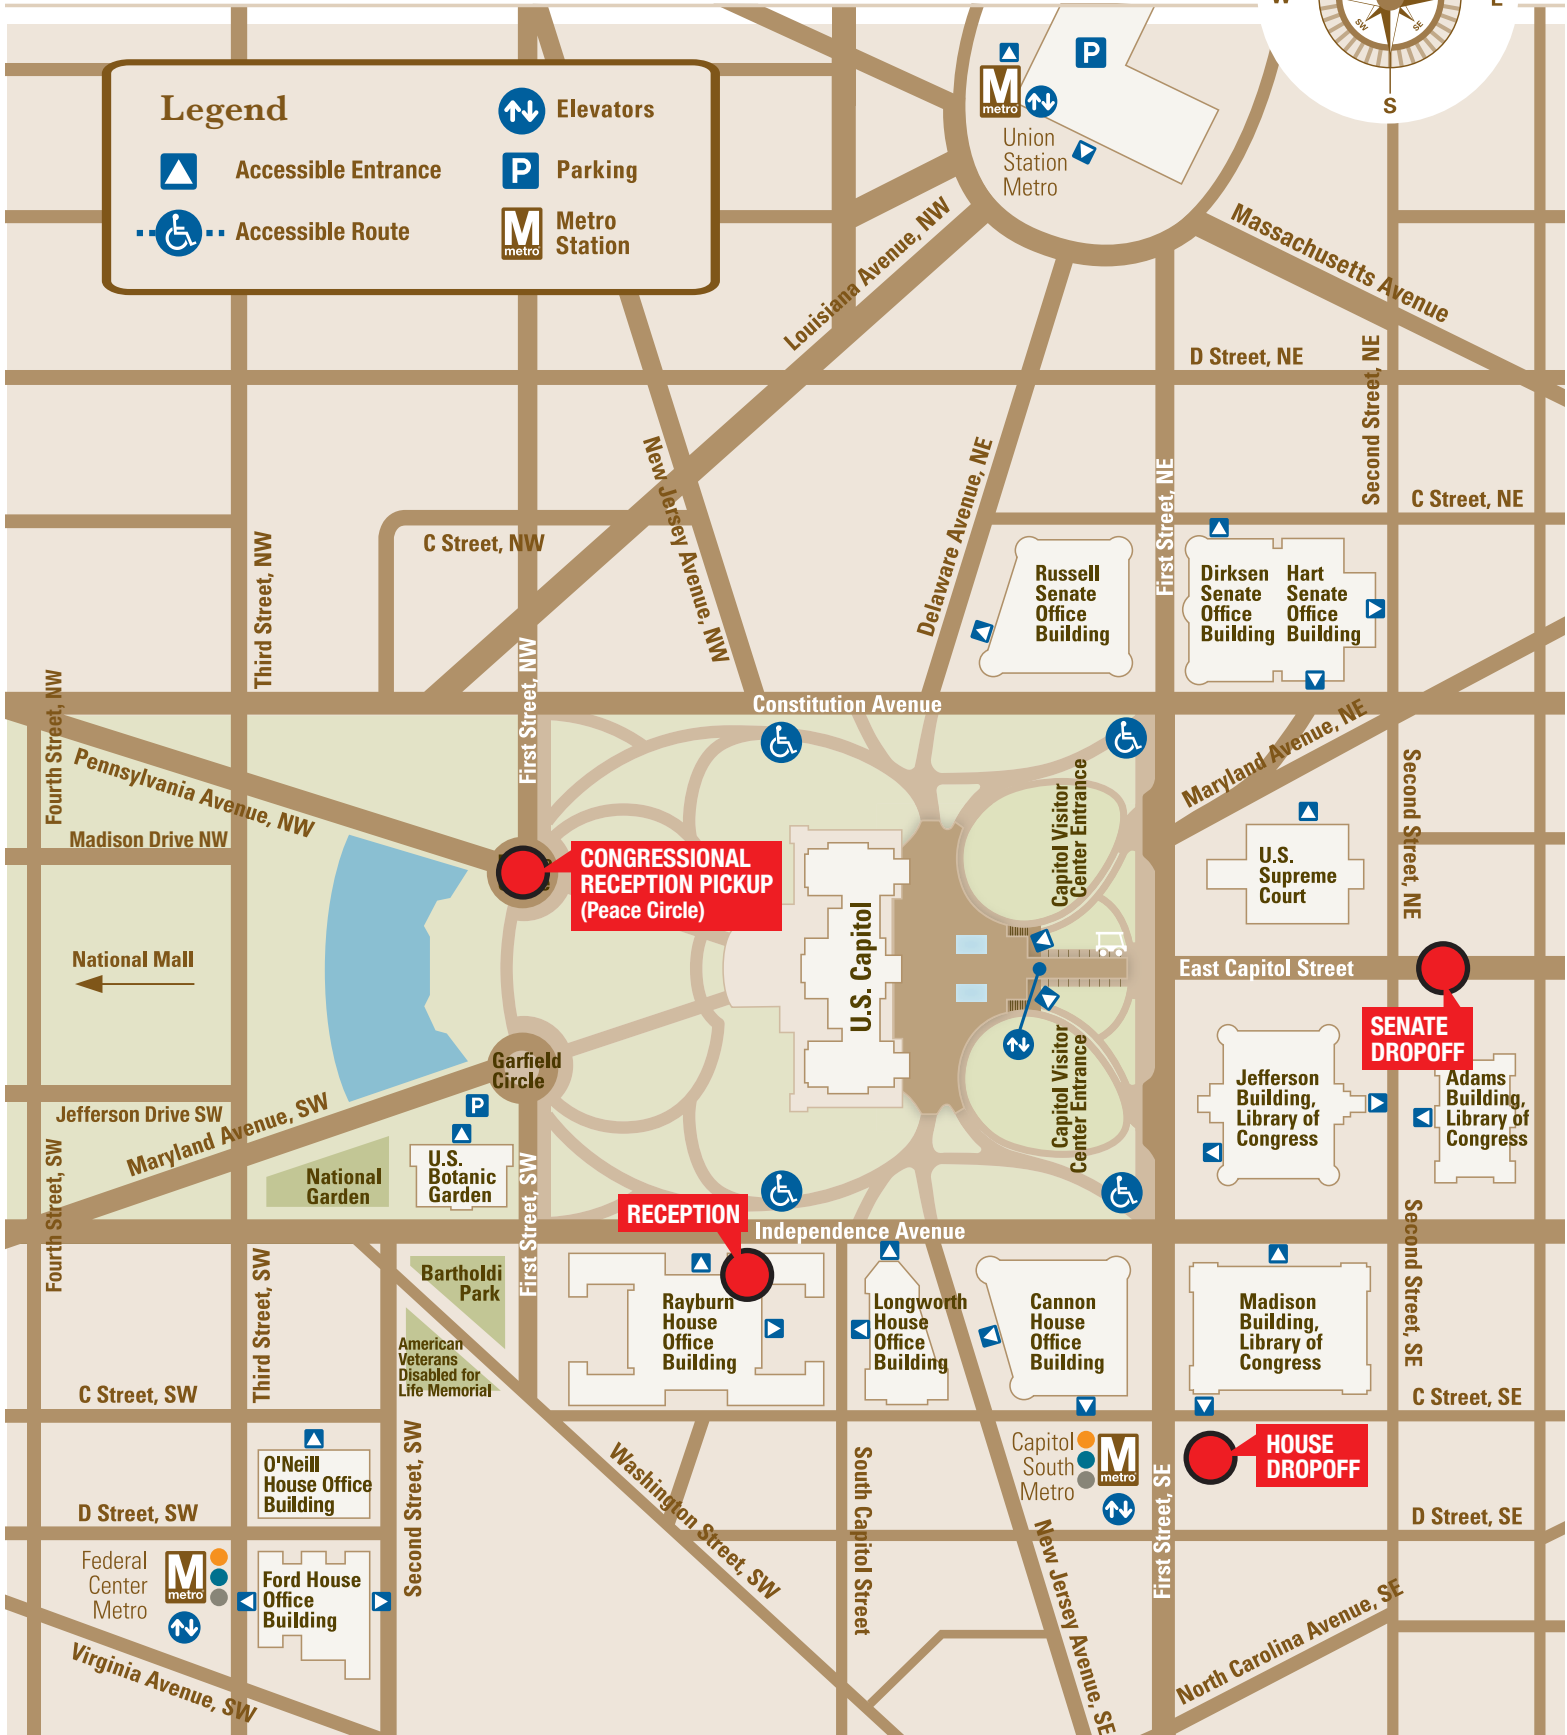 W
E
SW
SE
S
Legend
Accessible Entrance
Accessible Route
Elevators
P
Parking
M
metro
Metro
Station
P
M
metro
Union
Station
Metro
Louisiana Avenue, NW
Massachusetts Avenue
D Street, NE
Second Street, NE
C Street, NE
New Jersey Avenue, NW
Delaware Avenue, NE
First Street, NE
C Street, NW
Third Street, NW
First Street, NW
Russell
Senate
Office
Building
Dirksen
Senate
Office
Building
Hart
Senate
Office
Building
Fourth Street, NW
Constitution Avenue
Pennsylvania Avenue, NW
Maryland Avenue, NE
Second Street, NE
Madison Drive NW
Capitol Visitor
Center Entrance
U.S.
Supreme
Court
CONGRESSIONAL
RECEPTION PICKUP
(Peace Circle)
National Mall
U.S. Capitol
East Capitol Street
SENATE
DROPOFF
Garfield
Circle
Capitol Visitor
Center Entrance
Jefferson
Building,
Library of
Congress
Adams
Building,
Library of
Congress
Jefferson Drive SW
Maryland Avenue, SW
P
National
Garden
U.S.
Botanic
Garden
Fourth Street, SW
First Street, SW
RECEPTION
Independence Avenue
Second Street, SE
Third Street, SW
Bartholdi
Park
American
Veterans
Disabled for
Life Memorial
Rayburn
House
Office
Building
Longworth
House
Office
Building
Cannon
House
Office
Building
Madison
Building,
Library of
Congress
C Street, SW
C Street, SE
O'Neill
House Office
Building
Second Street, SW
Washington Street, SW
South Capitol Street
Capitol
South
Metro
M
metro
HOUSE
DROPOFF
First Street, SE
D Street, SW
D Street, SE
Federal
Center
Metro
M
metro
Ford House
Office
Building
New Jersey Avenue, SE
North Carolina Avenue, SE
Virginia Avenue, SW